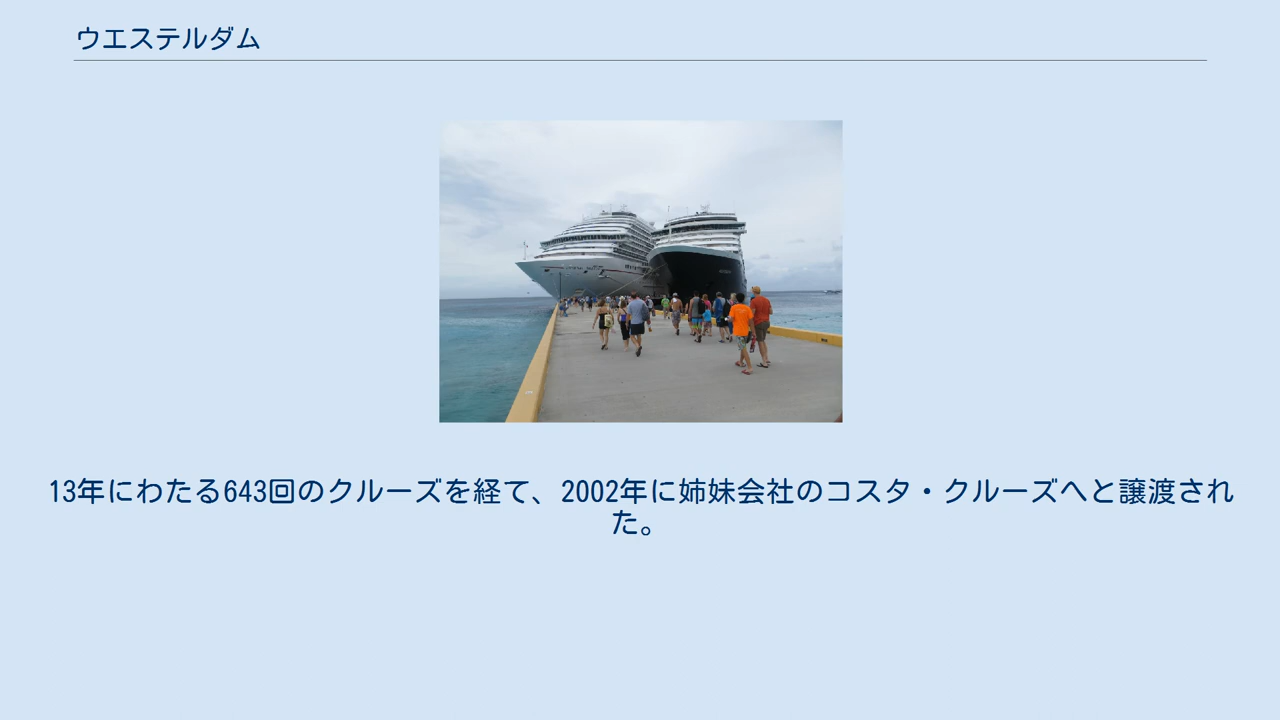 ウエステルダム
13年にわたる643回のクルーズを経て、2002年に姉妹会社のコスタ・クルーズへと譲渡され
た。